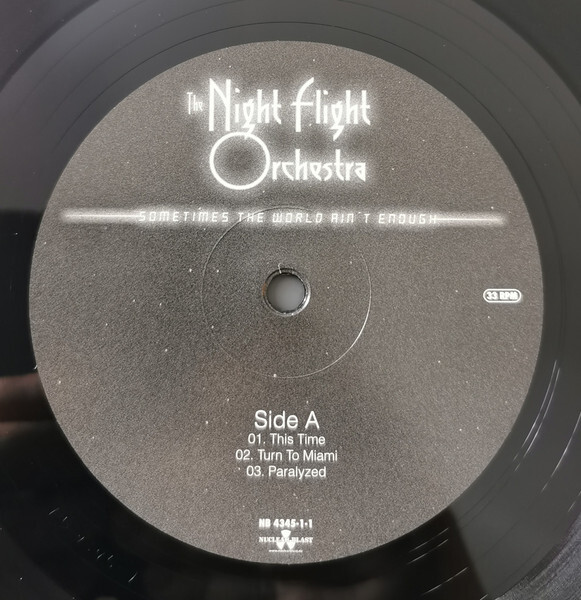 The Night Flight
Orchestra
SOMETIMES THE WORLD AIN'T ENOUGH
33 RPM
Side A
01. This Time
02. Turn To Miami
03. Paralyzed
NB 4345-1-1
NUCLEAR BLAST